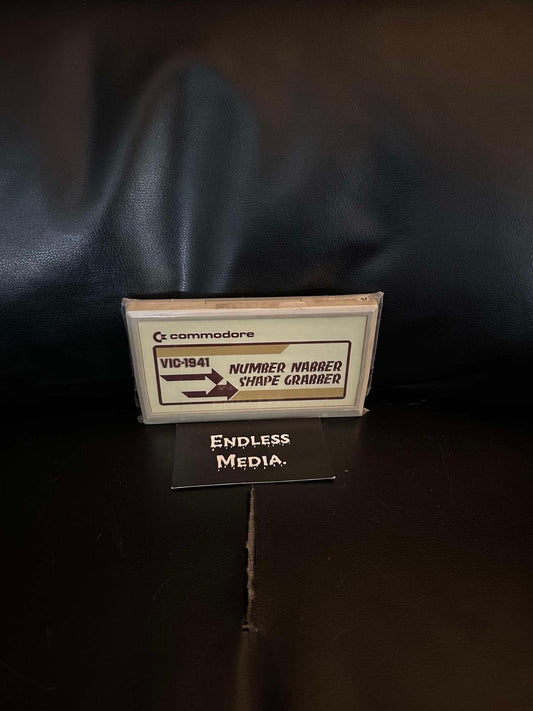 commodore
VIC-1941
NUMBER NABBER
SHAPE GRABBER
ENDLESS
MEDIA.